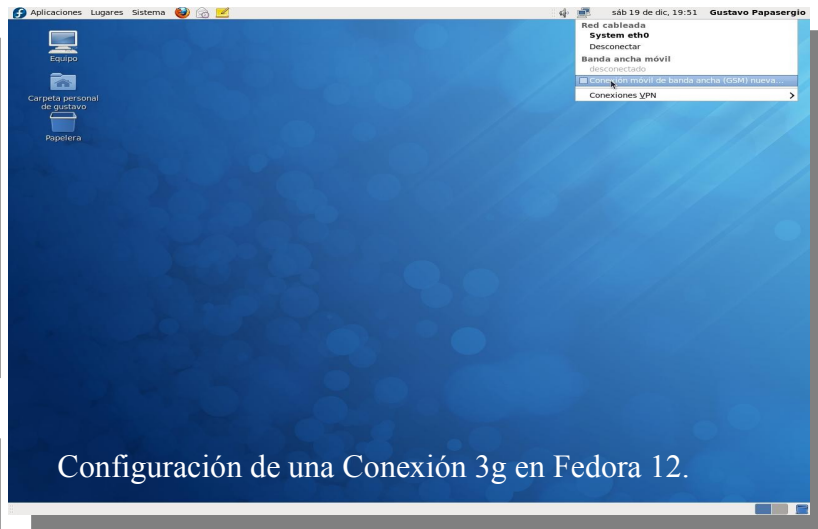 Aplicaciones Lugares Sistema
sáb 19 de dic, 19:51 Gustavo Papasergio
Red cableada
System eth0
Desconectar
Banda ancha móvil
desconectado
Conexión móvil de banda ancha (GSM) nueva...
Conexiones VPN
Equipo
Carpeta personal
de gustavo
Papelera
Configuración de una Conexión 3g en Fedora 12.